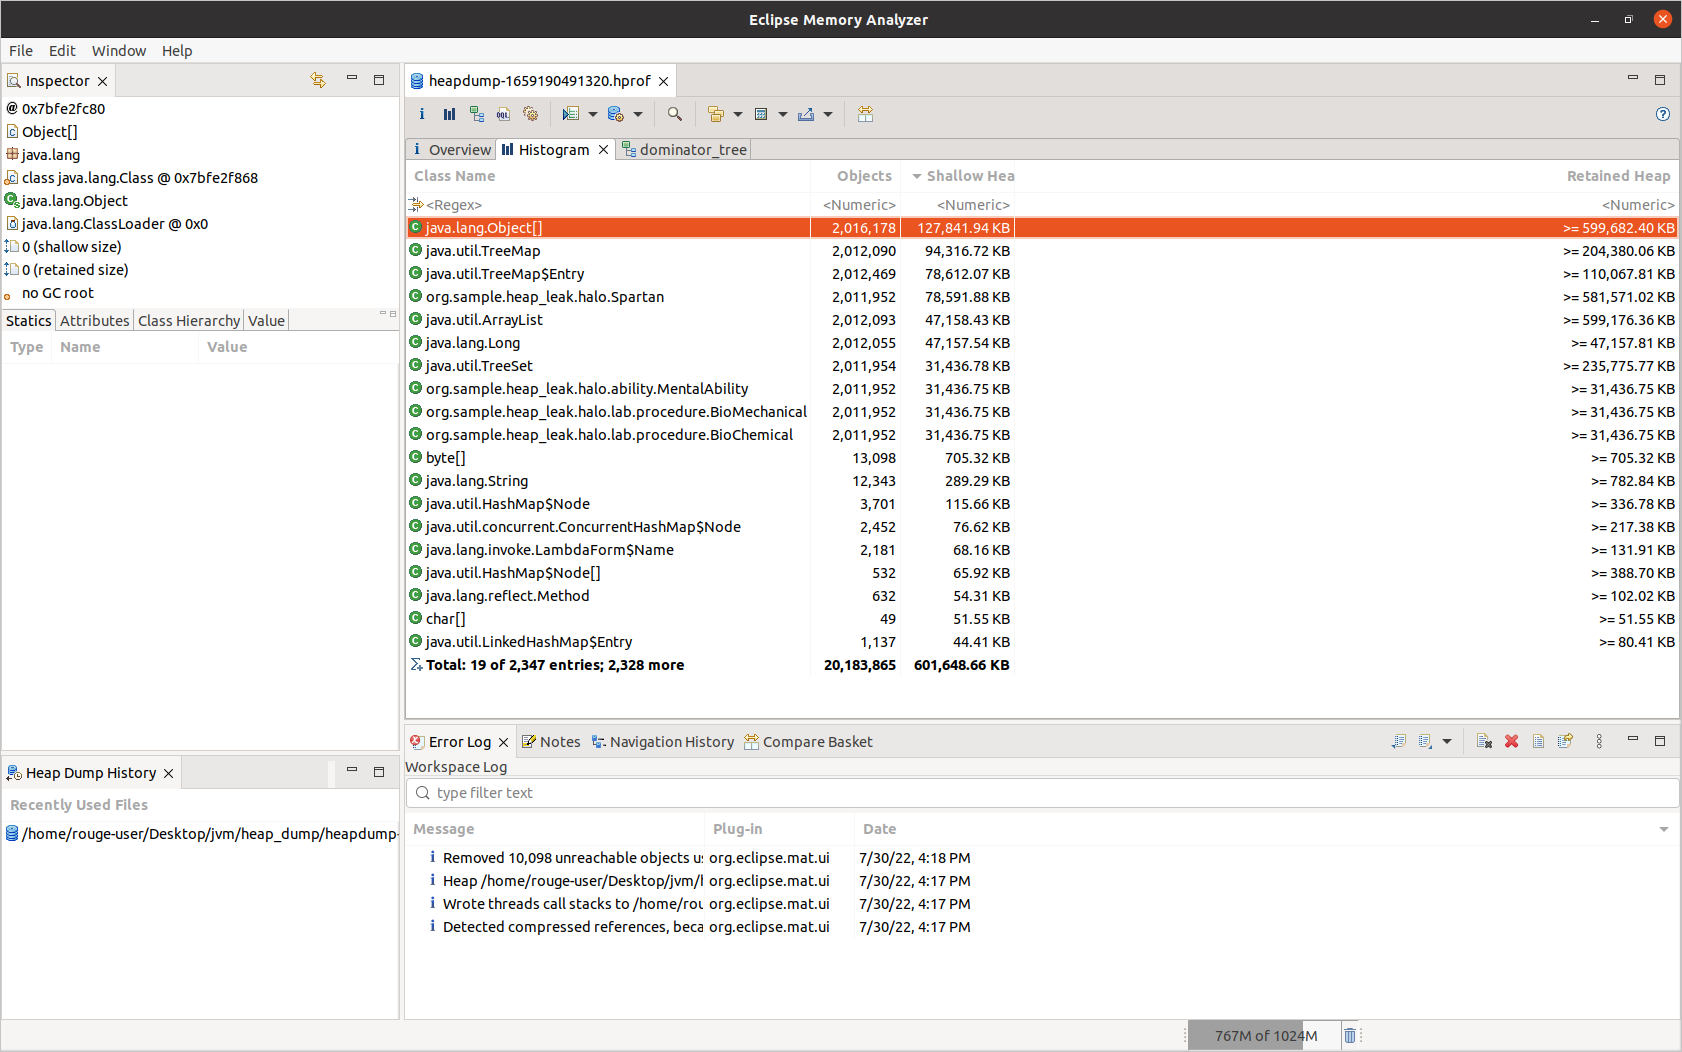 Eclipse Memory Analyzer
File Edit Window Help
Inspector
@ 0x7bfe2fc80
Object[]
java.lang
class java.lang.Class @ 0x7bfe2f868
java.lang.Object
java.lang.ClassLoader @ 0x0
0 (shallow size)
0 (retained size)
no GC root
Statics Attributes Class Hierarchy Value
Type Name Value
Heap Dump History
Recently Used Files
/home/rouge-user/Desktop/jvm/heap_dump/heapdump-
heapdump-1659190491320.hprof
Overview Histogram dominator_tree
Class Name Objects Shallow Hea Retained Heap
<Regex> <Numeric> <Numeric> <Numeric>
java.lang.Object[] 2,016,178 127,841.94 KB >= 599,682.40 KB
java.util.TreeMap 2,012,090 94,316.72 KB >= 204,380.06 KB
java.util.TreeMap$Entry 2,012,469 78,612.07 KB >= 110,067.81 KB
org.sample.heap_leak.halo.Spartan 2,011,952 78,591.88 KB >= 581,571.02 KB
java.util.ArrayList 2,012,093 47,158.43 KB >= 599,176.36 KB
java.lang.Long 2,012,055 47,157.54 KB >= 47,157.81 KB
java.util.TreeSet 2,011,954 31,436.78 KB >= 235,775.77 KB
org.sample.heap_leak.halo.ability.MentalAbility 2,011,952 31,436.75 KB >= 31,436.75 KB
org.sample.heap_leak.halo.lab.procedure.BioMechanical 2,011,952 31,436.75 KB >= 31,436.75 KB
org.sample.heap_leak.halo.lab.procedure.BioChemical 2,011,952 31,436.75 KB >= 31,436.75 KB
byte[] 13,098 705.32 KB >= 705.32 KB
java.lang.String 12,343 289.29 KB >= 782.84 KB
java.util.HashMap$Node 3,701 115.66 KB >= 336.78 KB
java.util.concurrent.ConcurrentHashMap$Node 2,452 76.62 KB >= 217.38 KB
java.lang.invoke.LambdaForm$Name 2,181 68.16 KB >= 131.91 KB
java.util.HashMap$Node[] 532 65.92 KB >= 388.70 KB
java.lang.reflect.Method 632 54.31 KB >= 102.02 KB
char[] 49 51.55 KB >= 51.55 KB
java.util.LinkedHashMap$Entry 1,137 44.41 KB >= 80.41 KB
Total: 19 of 2,347 entries; 2,328 more 20,183,865 601,648.66 KB
Error Log Notes Navigation History Compare Basket
Workspace Log
type filter text
Message Plug-in Date
Removed 10,098 unreachable objects us org.eclipse.mat.ui 7/30/22, 4:18 PM
Heap /home/rouge-user/Desktop/jvm/h org.eclipse.mat.ui 7/30/22, 4:17 PM
Wrote threads call stacks to /home/rou org.eclipse.mat.ui 7/30/22, 4:17 PM
Detected compressed references, beca org.eclipse.mat.ui 7/30/22, 4:17 PM
767M of 1024M